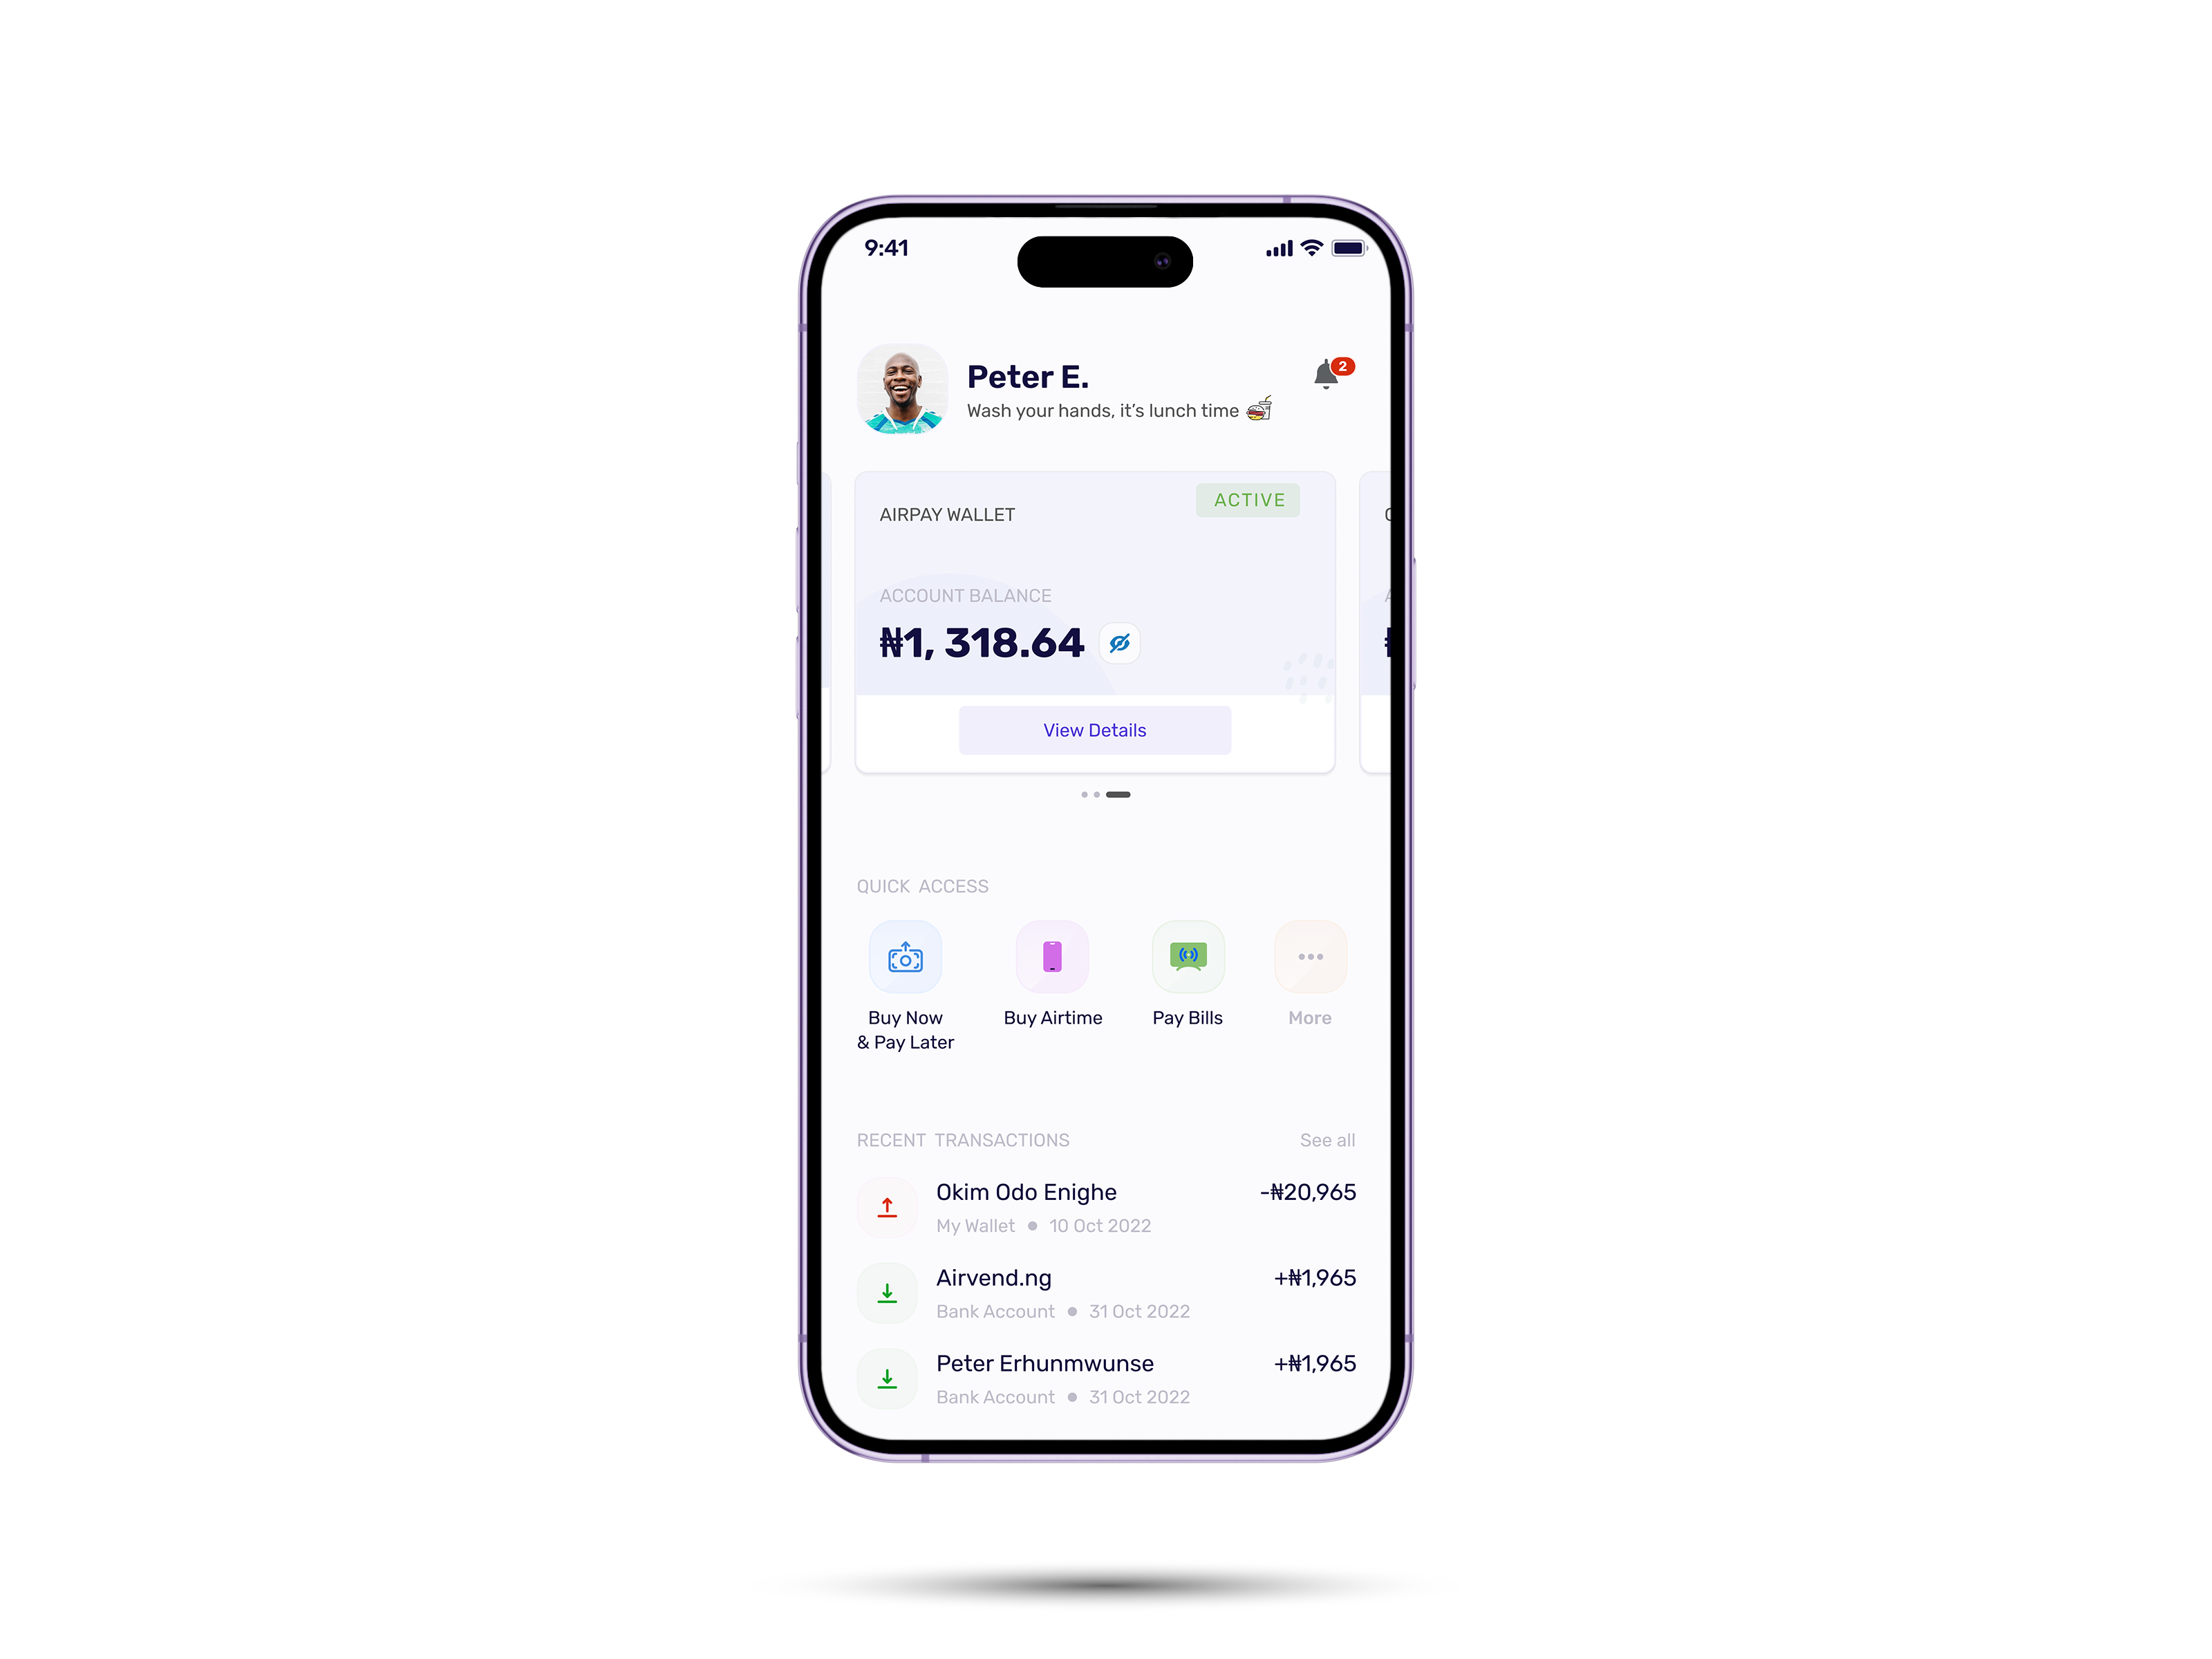 9:41
Peter E.
2
Wash your hands, it's lunch time
ACTIVE
AIRPAY WALLET
ACCOUNT BALANCE
₦1, 318.64
View Details
QUICK ACCESS
Buy Now
& Pay Later
Buy Airtime
Pay Bills
More
RECENT TRANSACTIONS
See all
Okim Odo Enighe
-₦20,965
My Wallet ● 10 Oct 2022
Airvend.ng
+₦1,965
Bank Account ● 31 Oct 2022
Peter Erhunmwunse
+₦1,965
Bank Account ● 31 Oct 2022